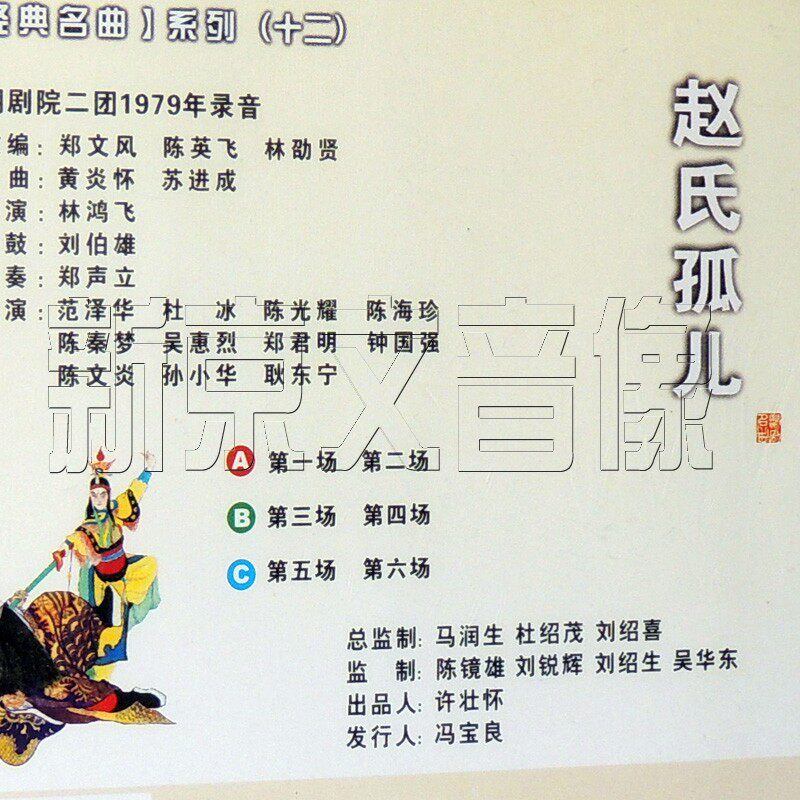 经典名曲】系列（十二）
赵氏孤儿
剧院二团1979年录音
编：郑文风 陈英飞 林劭贤
曲：黄炎怀 苏进成
演：林鸿飞
鼓：刘伯雄
奏：郑声立
演：范泽华 杜 冰 陈光耀 陈海珍
陈秦梦 吴惠烈 郑君明 钟国强
陈文炎 孙小华 耿东宁
新京文音像
A 第一场 第二场
B 第三场 第四场
C 第五场 第六场
总监制：马润生 杜绍茂 刘绍喜
监 制：陈镜雄 刘锐辉 刘绍生 吴华东
出品人：许壮怀
发行人：冯宝良